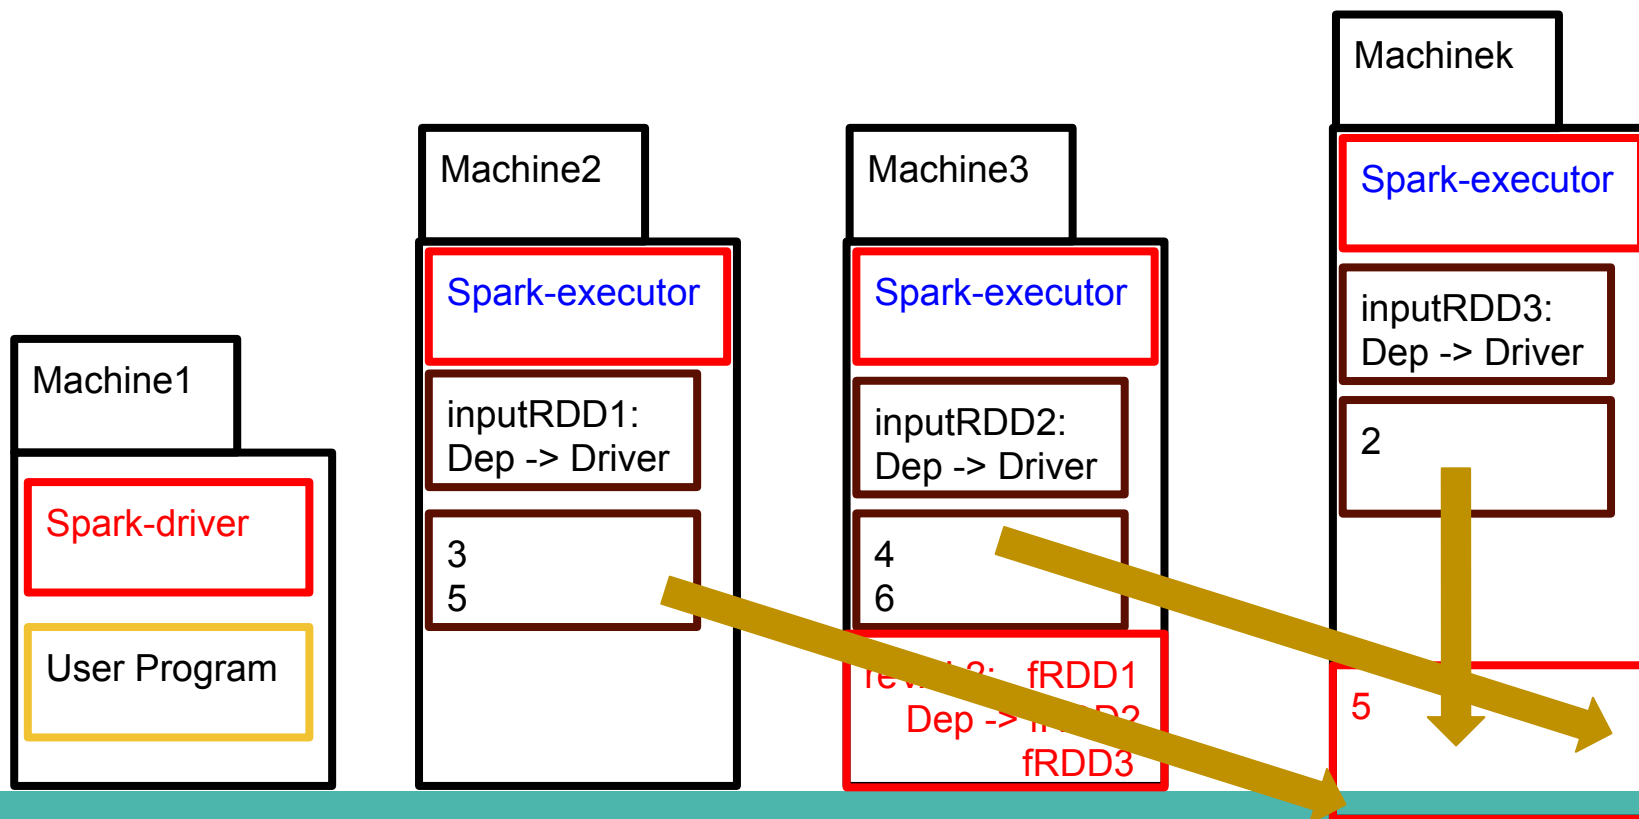 Machine1
Spark-driver
User Program
Machine2
Spark-executor
inputRDD1:
Dep -> Driver
3
5
Machine3
Spark-executor
inputRDD2:
Dep -> Driver
4
6
fRDD1
Dep ->
fRDD3
Machinek
Spark-executor
inputRDD3:
Dep -> Driver
2
5